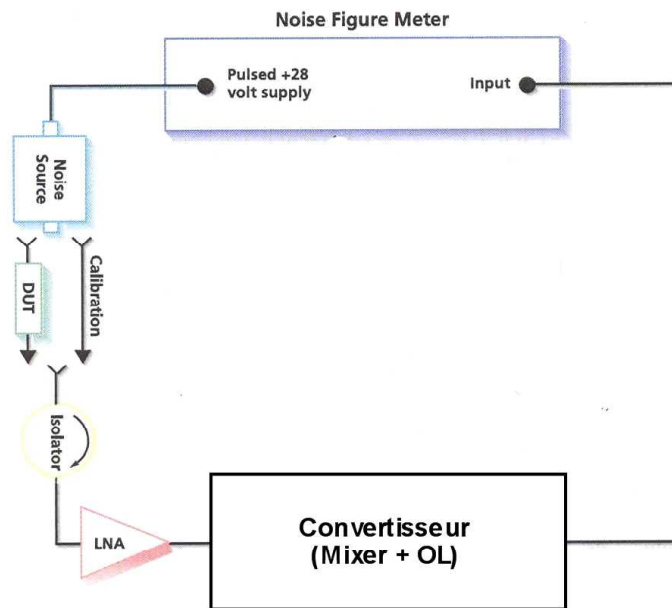 Noise Figure Meter
Pulsed +28
volt supply
Input
Noise
Source
DUT
Calibration
Isolator
LNA
Convertisseur
(Mixer + OL)